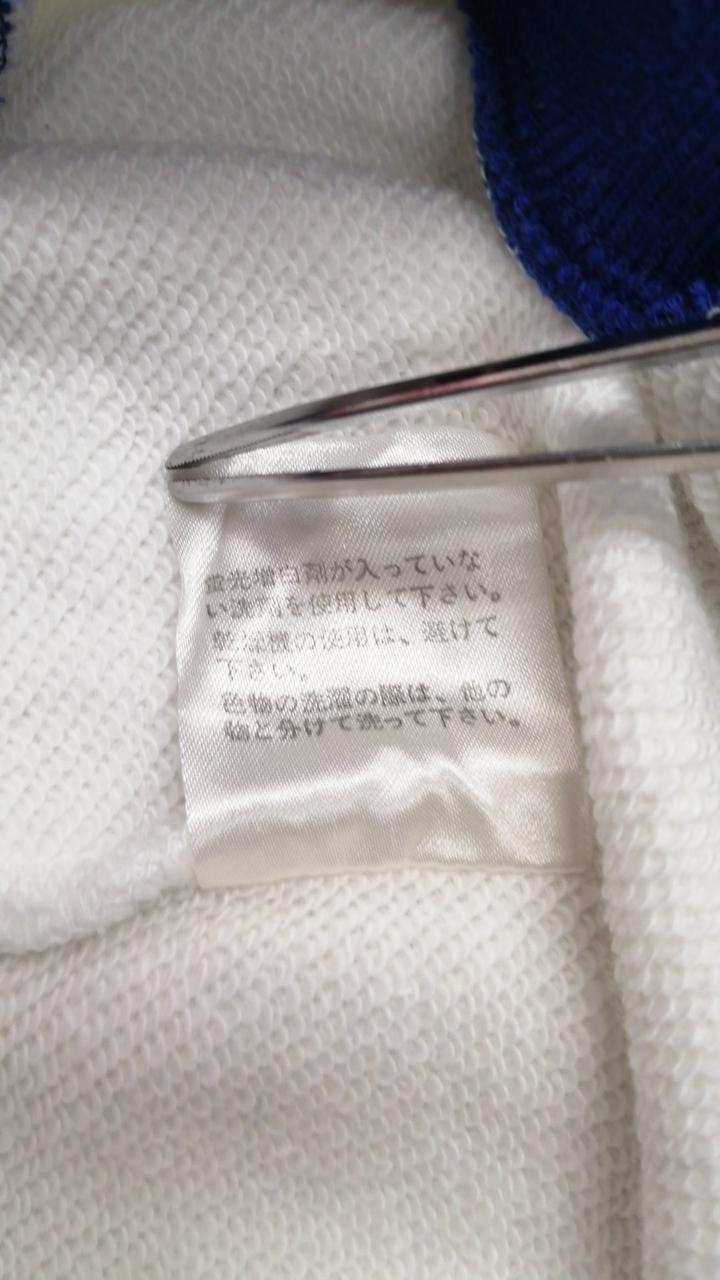 蛍光増白剤が入っていな
い洗剤を使用して下さい。
乾燥機の使用は、避けて
下さい。
色物の洗濯の際は、他の
物と分けて洗って下さい。